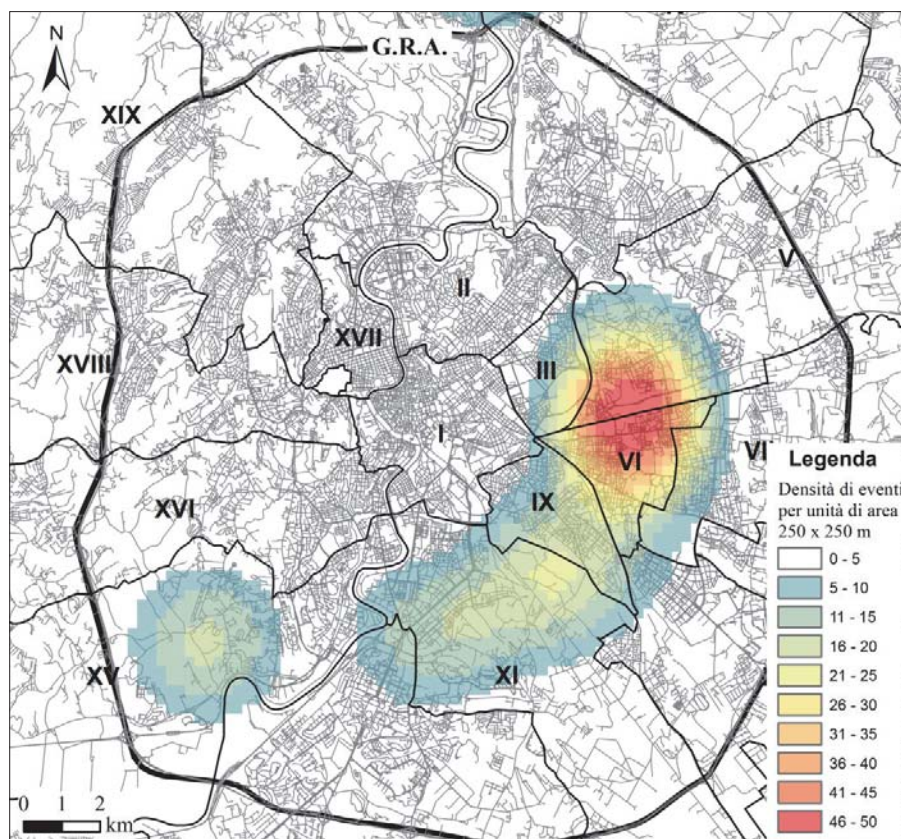 N
G.R.A.
XIX
V
II
XVII
XVIII
III
I
VI
VI
Legenda
Densità di eventi
per unità di area
250 x 250 m
0 - 5
5 - 10
11 - 15
16 - 20
21 - 25
26 - 30
31 - 35
36 - 40
41 - 45
46 - 50
IX
XVI
XV
XI
0 1 2
km